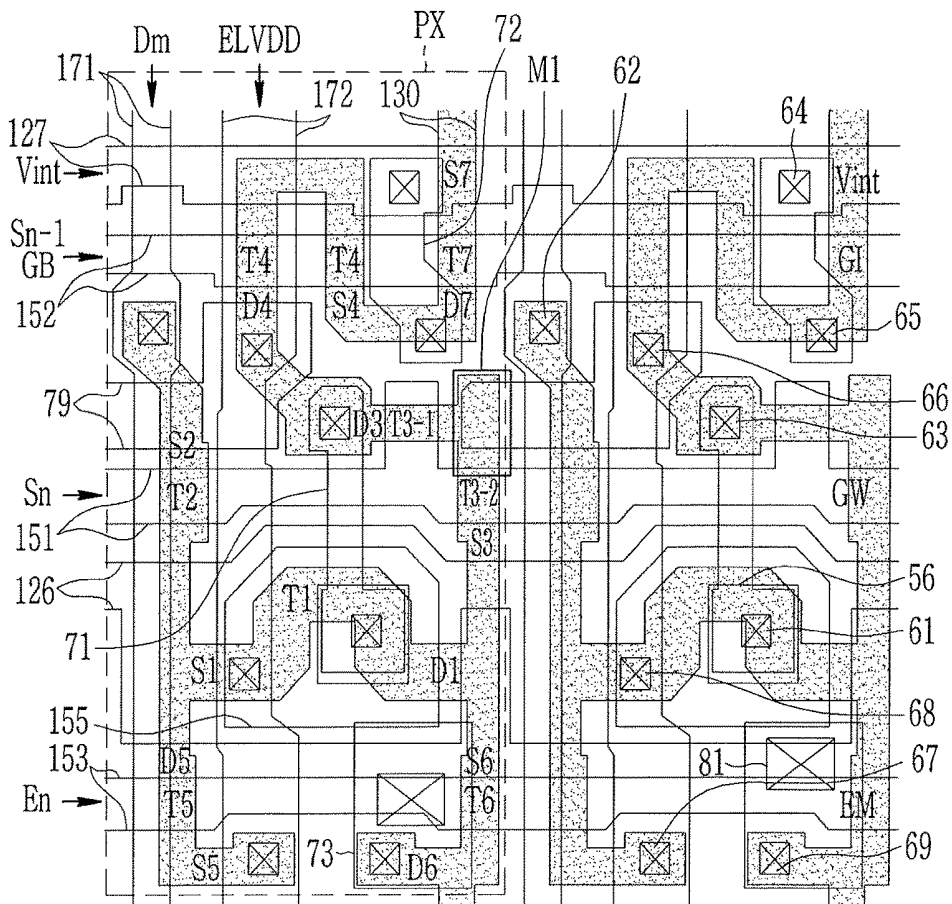 PX
Dm ELVDD 72 M1 62
171 172 130 64
127
Vint S7 Vint
Sn-1
GB T4 T4 T7 GI
152 D4 S4 D7 65
79 66
D3 T3-1 63
S2
Sn T2 T3-2 GW
151 S3
126 56
T1 61
71 S1 D1
155 68
67
153 D5 S6 81
En T5 T6 EM
S5 73 D6 69